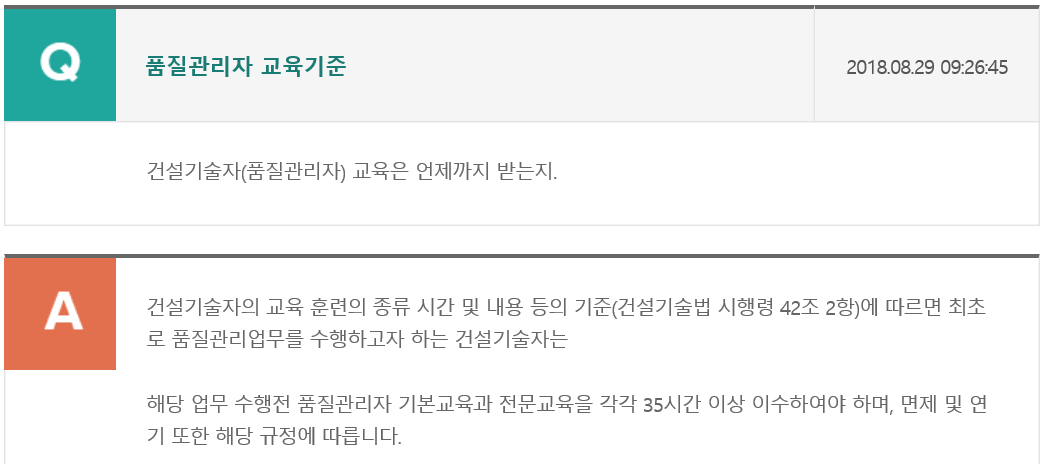 Q
품질관리자 교육기준
2018.08.29 09:26:45
건설기술자(품질관리자) 교육은 언제까지 받는지.
A
건설기술자의 교육 훈련의 종류 시간 및 내용 등의 기준(건설기술법 시행령 42조 2항)에 따르면 최초
로 품질관리업무를 수행하고자 하는 건설기술자는
해당 업무 수행전 품질관리자 기본교육과 전문교육을 각각 35시간 이상 이수하여야 하며, 면제 및 연
기 또한 해당 규정에 따릅니다.